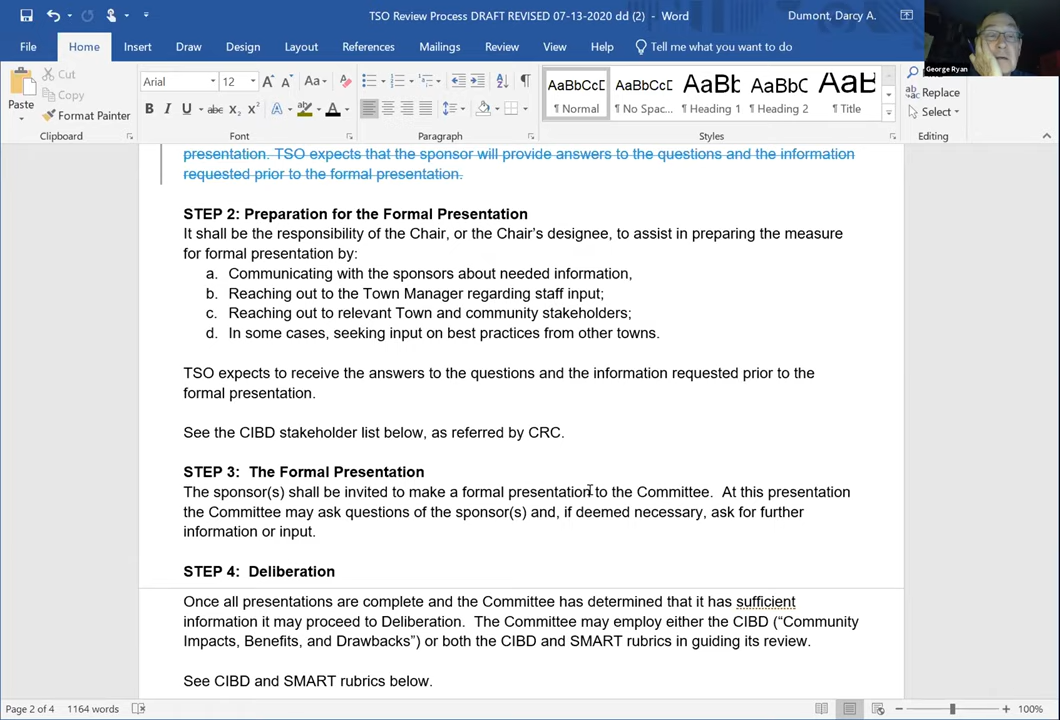 TSO Review Process DRAFT REVISED 07-13-2020 dd (2) - Word
Dumont, Darcy A.
File Home Insert Draw Design Layout References Mailings Review View Help Tell me what you want to do
George Ryan
Paste
Cut
Copy
Format Painter
Arial 12
Aa
B I U abc X2 X2 A A
AaBbCcD AaBbCcD AaBb AaBbC AaB
¶ Normal ¶ No Spac... Heading 1 Heading 2 Title
Replace
Select
Clipboard Font Paragraph Styles Editing
presentation. TSO expects that the sponsor will provide answers to the questions and the information
requested prior to the formal presentation.
STEP 2: Preparation for the Formal Presentation
It shall be the responsibility of the Chair, or the Chair's designee, to assist in preparing the measure
for formal presentation by:
a. Communicating with the sponsors about needed information,
b. Reaching out to the Town Manager regarding staff input;
c. Reaching out to relevant Town and community stakeholders;
d. In some cases, seeking input on best practices from other towns.
TSO expects to receive the answers to the questions and the information requested prior to the
formal presentation.
See the CIBD stakeholder list below, as referred by CRC.
STEP 3: The Formal Presentation
The sponsor(s) shall be invited to make a formal presentation to the Committee. At this presentation
the Committee may ask questions of the sponsor(s) and, if deemed necessary, ask for further
information or input.
STEP 4: Deliberation
Once all presentations are complete and the Committee has determined that it has sufficient
information it may proceed to Deliberation. The Committee may employ either the CIBD (“Community
Impacts, Benefits, and Drawbacks”) or both the CIBD and SMART rubrics in guiding its review.
See CIBD and SMART rubrics below.
Page 2 of 4 1164 words 100%